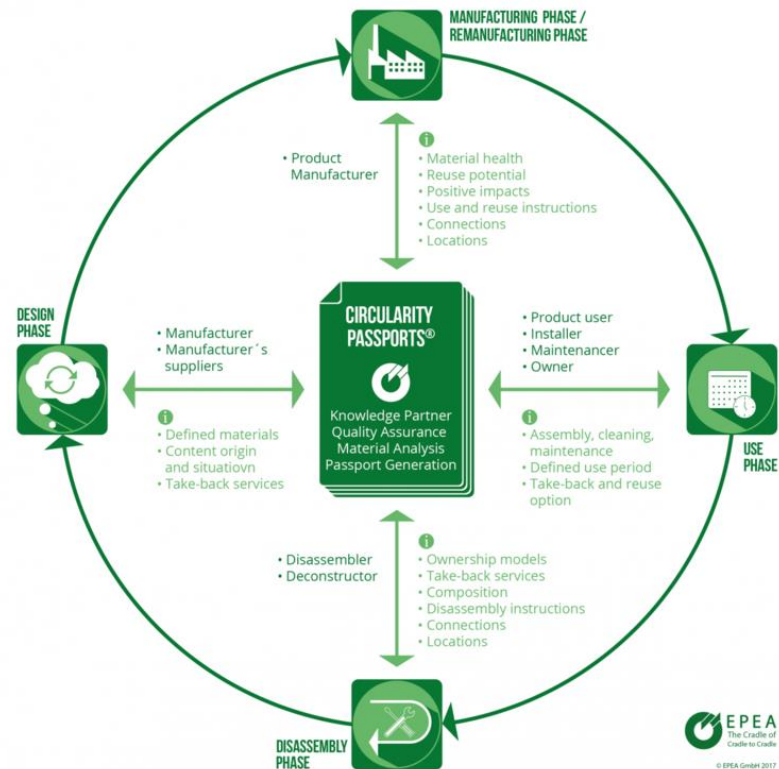 MANUFACTURING PHASE /
REMANUFACTURING PHASE
• Product
Manufacturer
i
• Material health
• Reuse potential
• Positive impacts
• Use and reuse instructions
• Connections
• Locations
DESIGN
PHASE
• Manufacturer
• Manufacturer´s
suppliers
i
• Defined materials
• Content origin
and situatiovn
• Take-back services
CIRCULARITY
PASSPORTS®
Knowledge Partner
Quality Assurance
Material Analysis
Passport Generation
• Product user
• Installer
• Maintenancer
• Owner
i
• Assembly, cleaning,
maintenance
• Defined use period
• Take-back and reuse
option
USE
PHASE
• Disassembler
• Deconstructor
i
• Ownership models
• Take-back services
• Composition
• Disassembly instructions
• Connections
• Locations
DISASSEMBLY
PHASE
EPEA
The Cradle of
Cradle to Cradle
© EPEA GmbH 2017